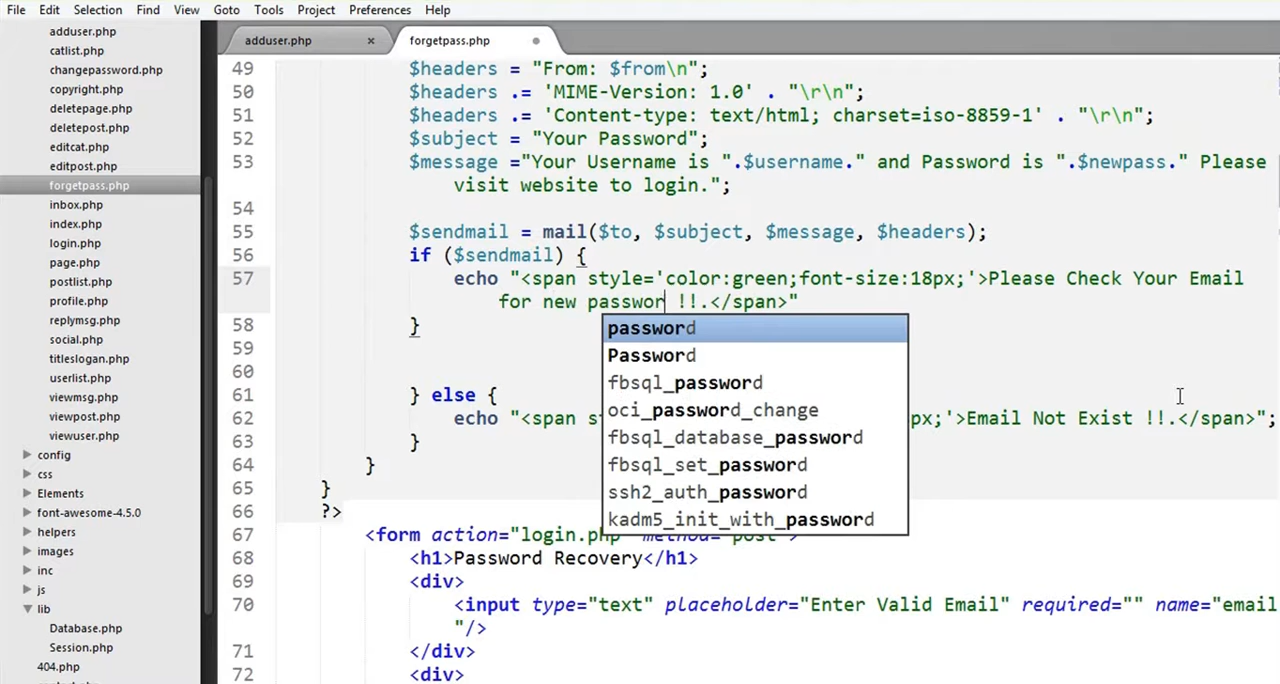 File Edit Selection Find View Goto Tools Project Preferences Help
adduser.php × forgetpass.php
adduser.php
catlist.php
changepassword.php
copyright.php
deletepage.php
deletepost.php
editcat.php
editpost.php
forgetpass.php
inbox.php
index.php
login.php
page.php
postlist.php
profile.php
replymsg.php
social.php
titleslogan.php
userlist.php
viewmsg.php
viewpost.php
viewuser.php
config
css
Elements
font-awesome-4.5.0
helpers
images
inc
js
lib
Database.php
Session.php
404.php
49 $headers = "From: $from\n";
50 $headers .= 'MIME-Version: 1.0' . "\r\n";
51 $headers .= 'Content-type: text/html; charset=iso-8859-1' . "\r\n";
52 $subject = "Your Password";
53 $message ="Your Username is ".$username." and Password is ".$newpass." Please
visit website to login.";
54
55 $sendmail = mail($to, $subject, $message, $headers);
56 if ($sendmail) {
57 echo "<span style='color:green;font-size:18px;'>Please Check Your Email
for new passwor !!.</span>"
58 }
59
60
61 } else {
62 echo "<span s px;'>Email Not Exist !!.</span>";
63 }
64 }
65 }
66 ?>
67 <form action="login.php" method="post">
68 <h1>Password Recovery</h1>
69 <div>
70 <input type="text" placeholder="Enter Valid Email" required="" name="email
"/>
71 </div>
72 <div>
password
Password
fbsql_password
oci_password_change
fbsql_database_password
fbsql_set_password
ssh2_auth_password
kadm5_init_with_password